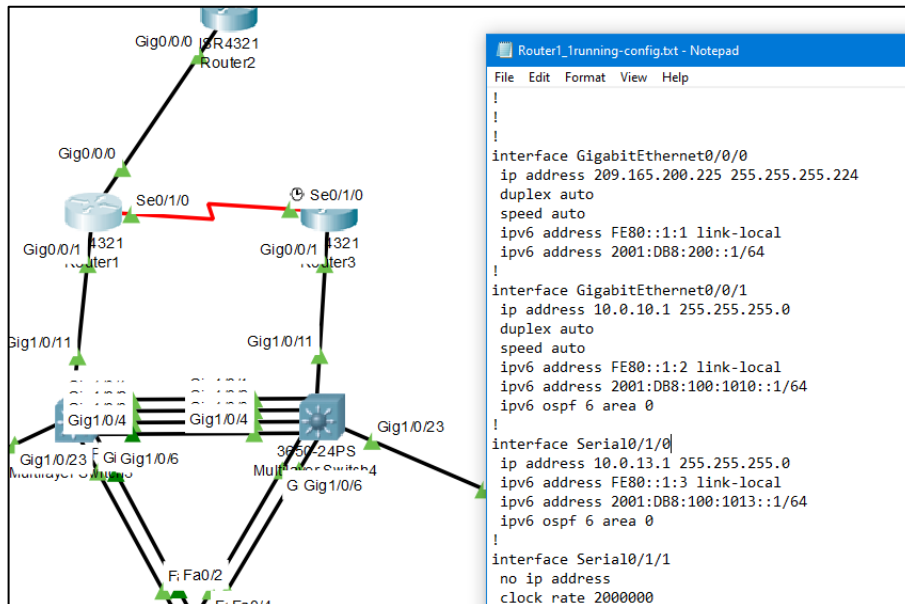 Gig0/0/0
ISR4321
Router2
Gig0/0/0
Se0/1/0
Se0/1/0
Gig0/0/1
4321
Router1
Gig0/0/1
4321
Router3
Gig1/0/11
Gig1/0/11
Gig1/0/4
Gig1/0/4
Gig1/0/23
Gig1/0/6
3650-24PS
Multilayer Switch4
Gig1/0/23
G Gig1/0/6
Fa0/2
Router1_1running-config.txt - Notepad
File Edit Format View Help
!
!
!
interface GigabitEthernet0/0/0
ip address 209.165.200.225 255.255.255.224
duplex auto
speed auto
ipv6 address FE80::1:1 link-local
ipv6 address 2001:DB8:200::1/64
!
interface GigabitEthernet0/0/1
ip address 10.0.10.1 255.255.255.0
duplex auto
speed auto
ipv6 address FE80::1:2 link-local
ipv6 address 2001:DB8:100:1010::1/64
ipv6 ospf 6 area 0
!
interface Serial0/1/0
ip address 10.0.13.1 255.255.255.0
ipv6 address FE80::1:3 link-local
ipv6 address 2001:DB8:100:1013::1/64
ipv6 ospf 6 area 0
!
interface Serial0/1/1
no ip address
clock rate 2000000